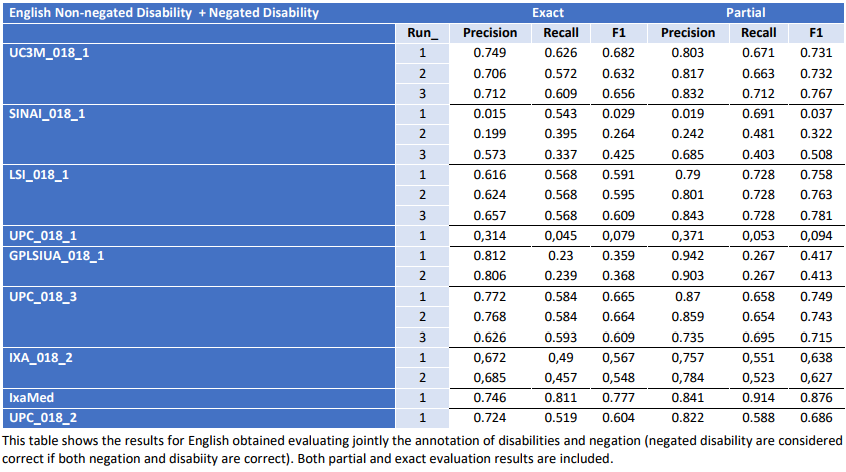 English Non-negated Disability + Negated Disability Exact Partial
Run_ Precision Recall F1 Precision Recall F1
UC3M_018_1 1 0.749 0.626 0.682 0.803 0.671 0.731
2 0.706 0.572 0.632 0.817 0.663 0.732
3 0.712 0.609 0.656 0.832 0.712 0.767
SINAI_018_1 1 0.015 0.543 0.029 0.019 0.691 0.037
2 0.199 0.395 0.264 0.242 0.481 0.322
3 0.573 0.337 0.425 0.685 0.403 0.508
LSI_018_1 1 0.616 0.568 0.591 0.79 0.728 0.758
2 0.624 0.568 0.595 0.801 0.728 0.763
3 0.657 0.568 0.609 0.843 0.728 0.781
UPC_018_1 1 0,314 0,045 0,079 0,371 0,053 0,094
GPLSIUA_018_1 1 0.812 0.23 0.359 0.942 0.267 0.417
2 0.806 0.239 0.368 0.903 0.267 0.413
UPC_018_3 1 0.772 0.584 0.665 0.87 0.658 0.749
2 0.768 0.584 0.664 0.859 0.654 0.743
3 0.626 0.593 0.609 0.735 0.695 0.715
IXA_018_2 1 0,672 0,49 0,567 0,757 0,551 0,638
2 0,685 0,457 0,548 0,784 0,523 0,627
IxaMed 1 0.746 0.811 0.777 0.841 0.914 0.876
UPC_018_2 1 0.724 0.519 0.604 0.822 0.588 0.686
This table shows the results for English obtained evaluating jointly the annotation of disabilities and negation (negated disability are considered
correct if both negation and disabiity are correct). Both partial and exact evaluation results are included.